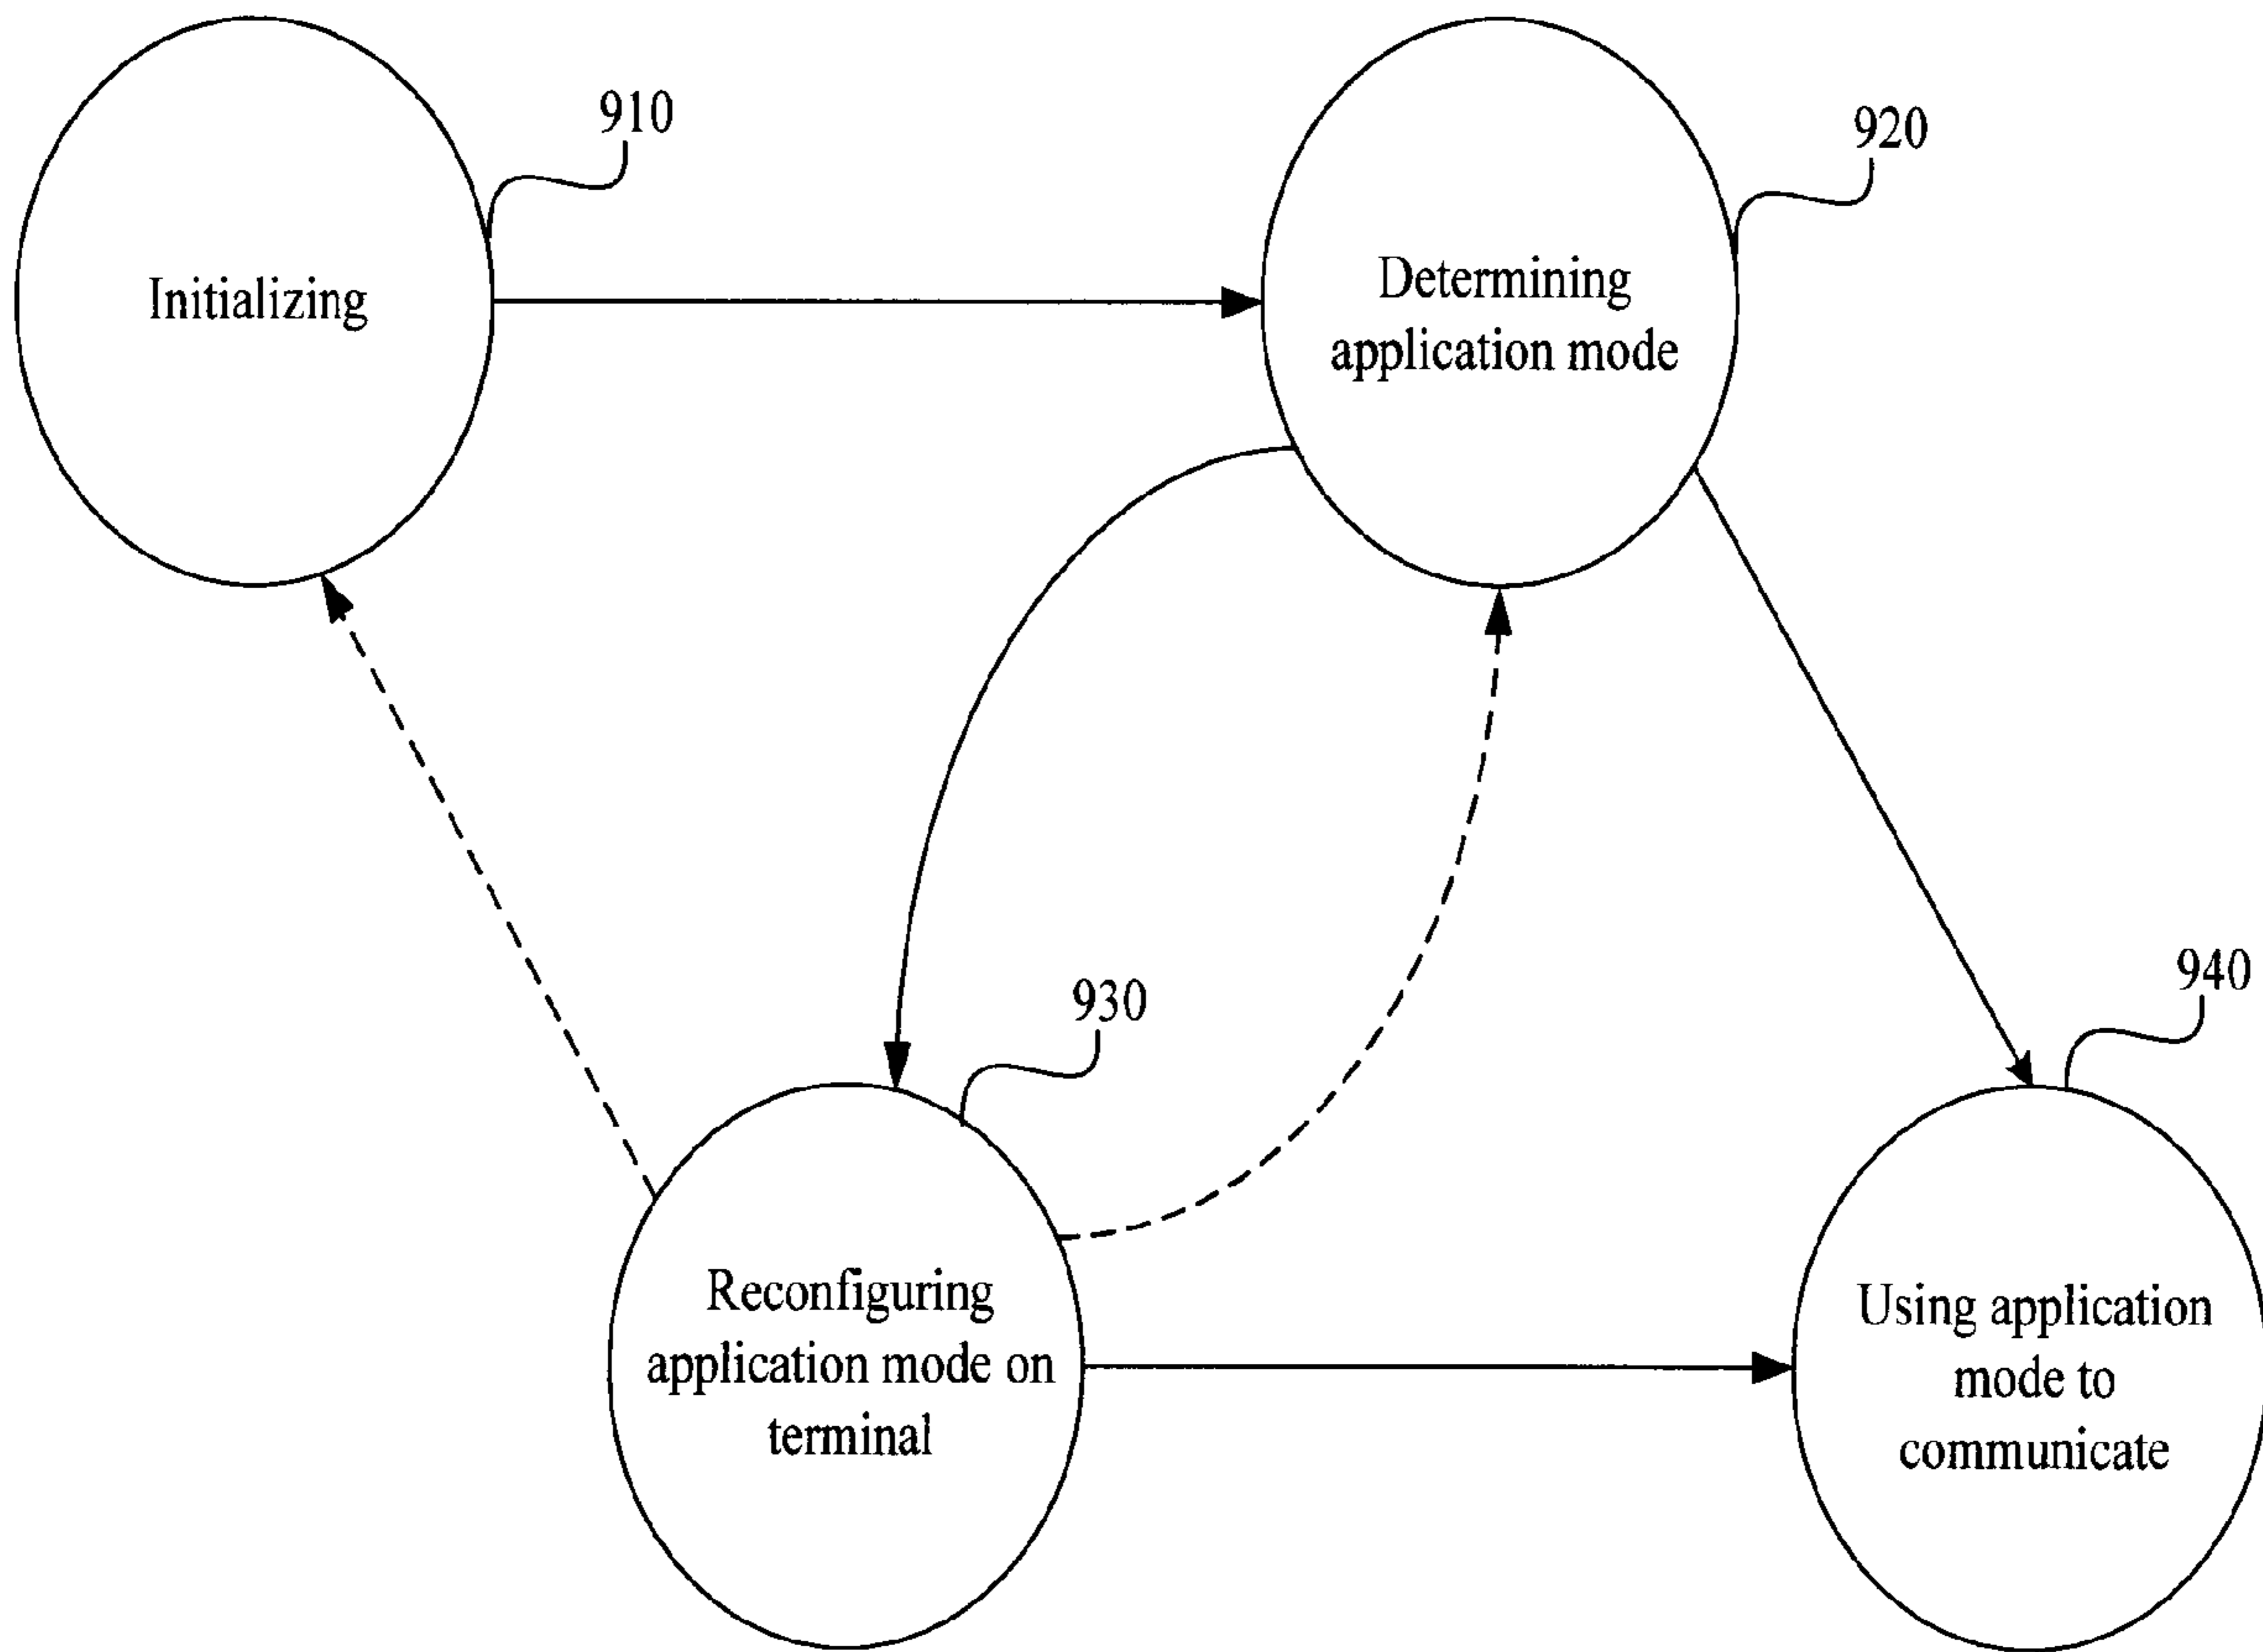 910
Initializing
920
Determining
application mode
930
Reconfiguring
application mode on
terminal
940
Using application
mode to
communicate